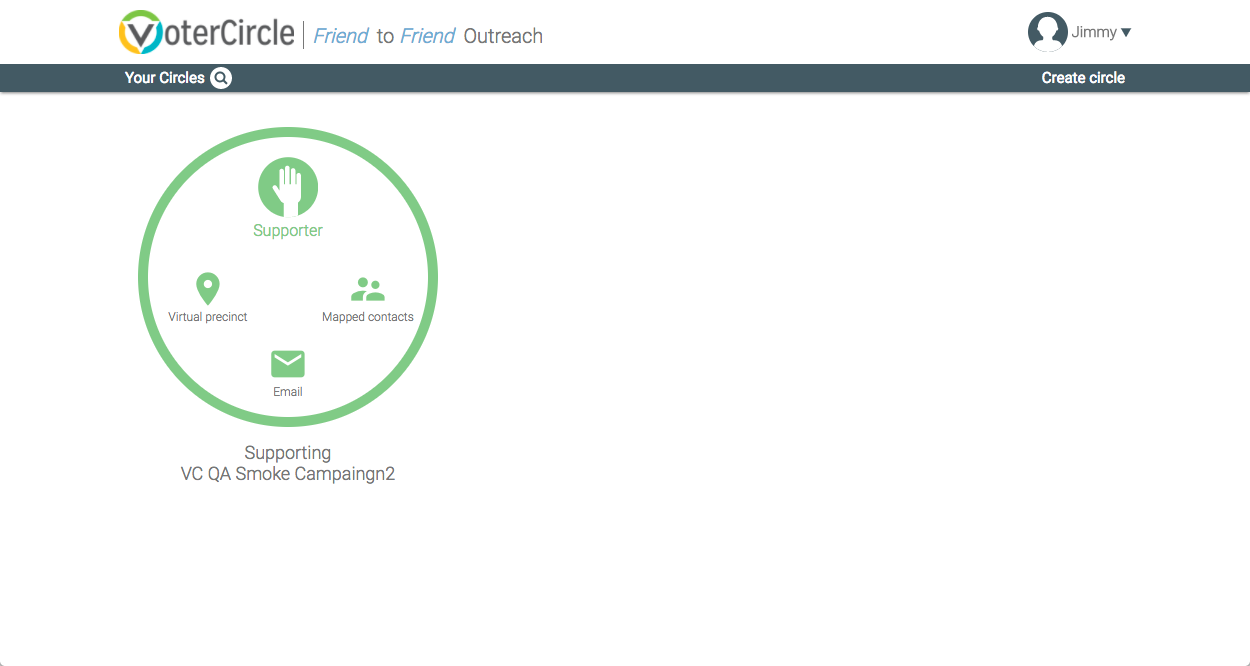 VoterCircle Friend to Friend Outreach
Jimmy ▼
Your Circles
Create circle
Supporter
Virtual precinct
Mapped contacts
Email
Supporting
VC QA Smoke Campaingn2